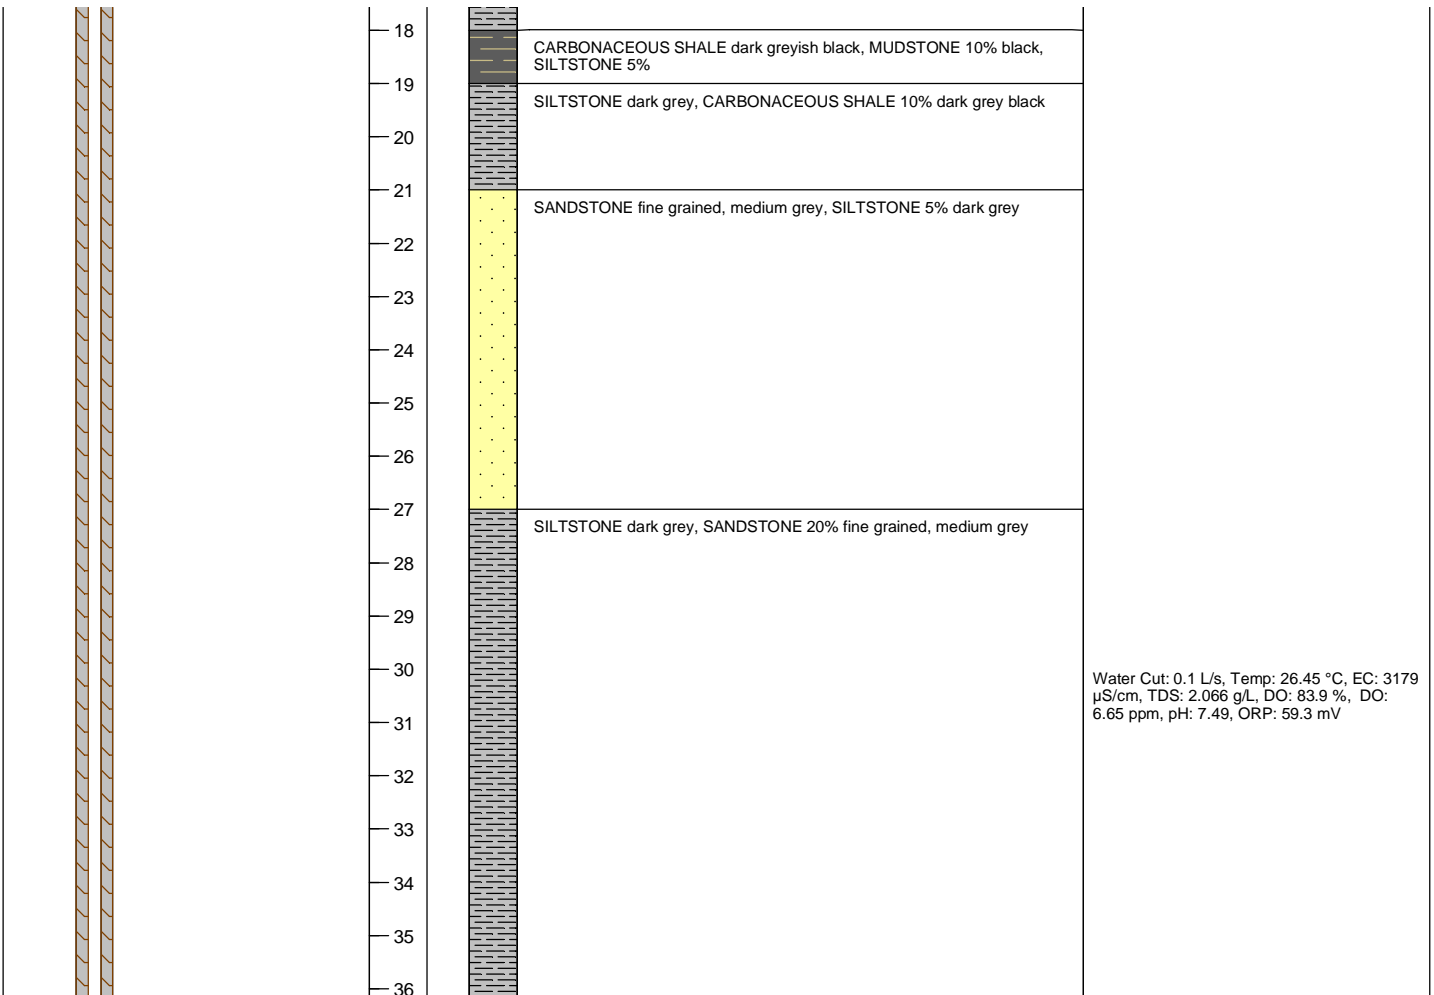 18
CARBONACEOUS SHALE dark greyish black, MUDSTONE 10% black,
SILTSTONE 5%
19
SILTSTONE dark grey, CARBONACEOUS SHALE 10% dark grey black
20
21
SANDSTONE fine grained, medium grey, SILTSTONE 5% dark grey
22
23
24
25
26
27
SILTSTONE dark grey, SANDSTONE 20% fine grained, medium grey
28
29
30
Water Cut: 0.1 L/s, Temp: 26.45 °C, EC: 3179
µS/cm, TDS: 2.066 g/L, DO: 83.9 %,  DO:
6.65 ppm, pH: 7.49, ORP: 59.3 mV
31
32
33
34
35
36